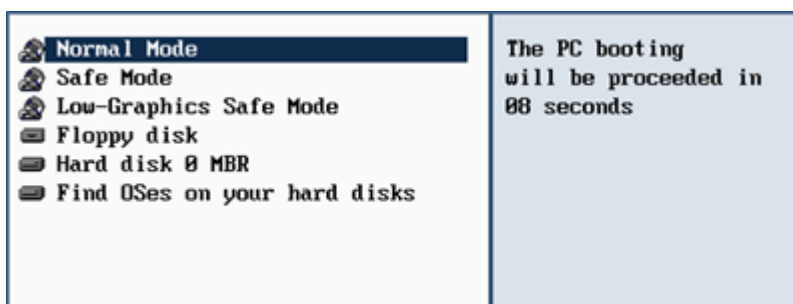 Normal Mode
Safe Mode
Low-Graphics Safe Mode
Floppy disk
Hard disk 0 MBR
Find OSes on your hard disks
The PC booting
will be proceeded in
08 seconds